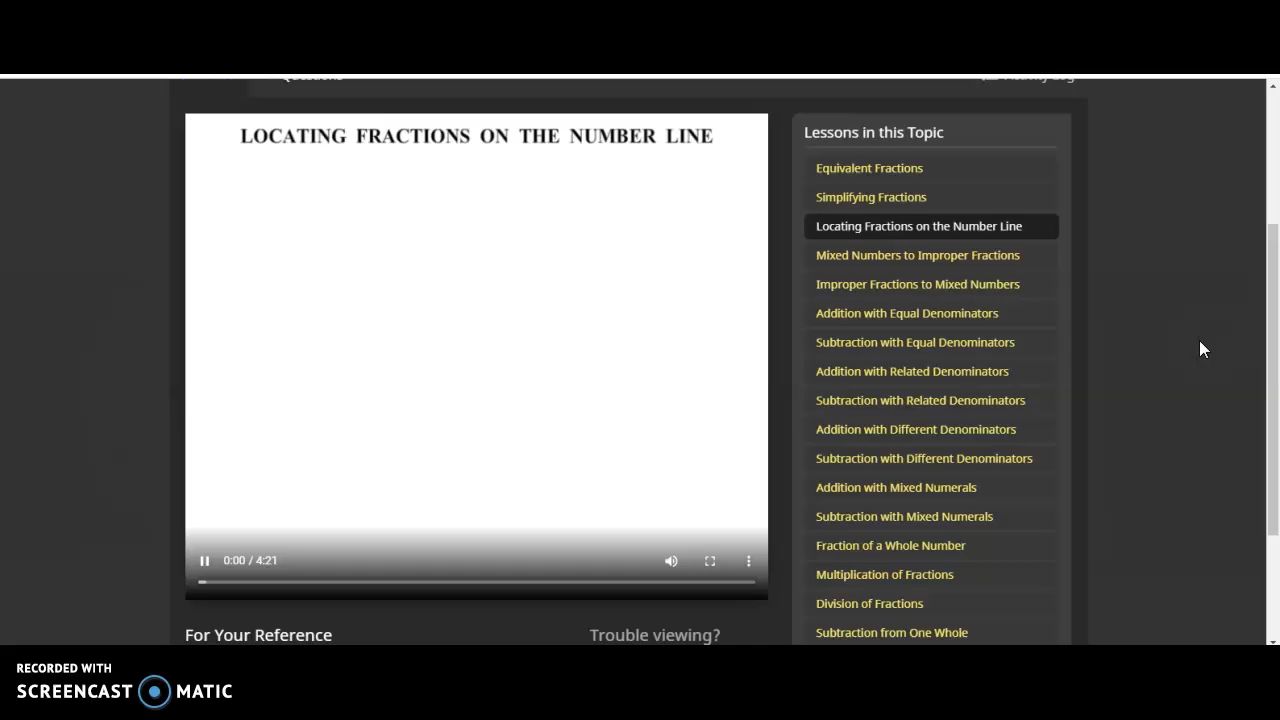 LOCATING FRACTIONS ON THE NUMBER LINE
0:00 / 4:21
For Your Reference
Trouble viewing?
Lessons in this Topic
Equivalent Fractions
Simplifying Fractions
Locating Fractions on the Number Line
Mixed Numbers to Improper Fractions
Improper Fractions to Mixed Numbers
Addition with Equal Denominators
Subtraction with Equal Denominators
Addition with Related Denominators
Subtraction with Related Denominators
Addition with Different Denominators
Subtraction with Different Denominators
Addition with Mixed Numerals
Subtraction with Mixed Numerals
Fraction of a Whole Number
Multiplication of Fractions
Division of Fractions
Subtraction from One Whole
RECORDED WITH
SCREENCAST MATIC